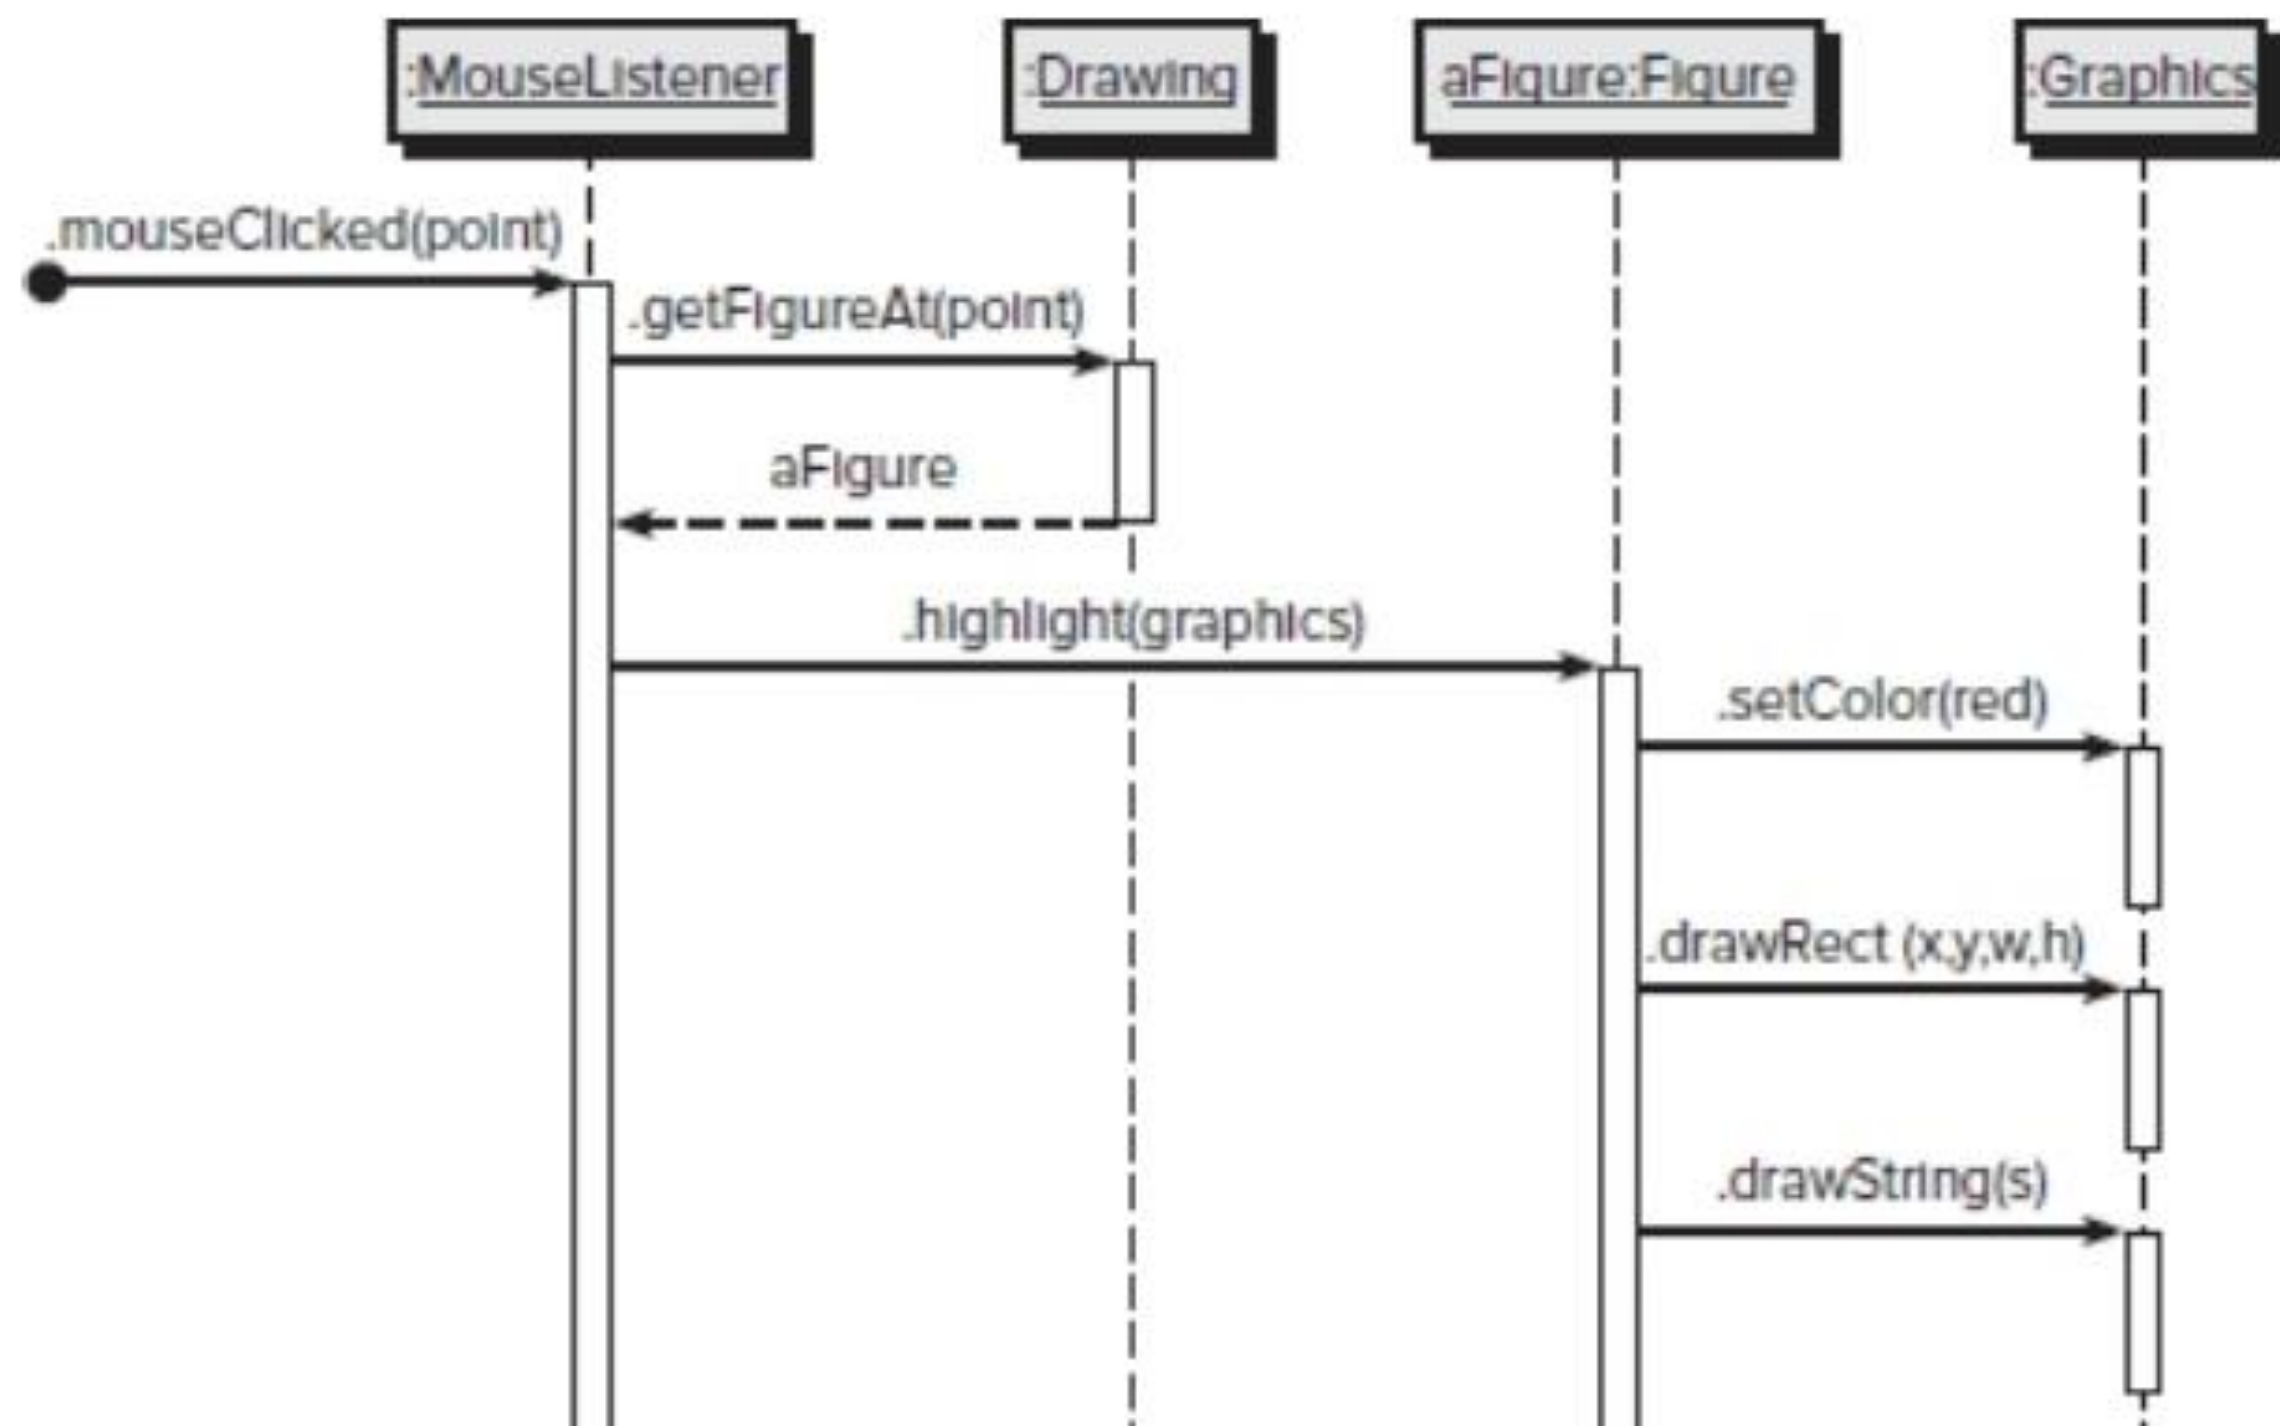 :MouseListener
:Drawing
aFigure:Figure
:Graphics
.mouseClicked(point)
.getFigureAt(point)
aFigure
.highlight(graphics)
.setColor(red)
.drawRect (x,y,w,h)
.drawString(s)